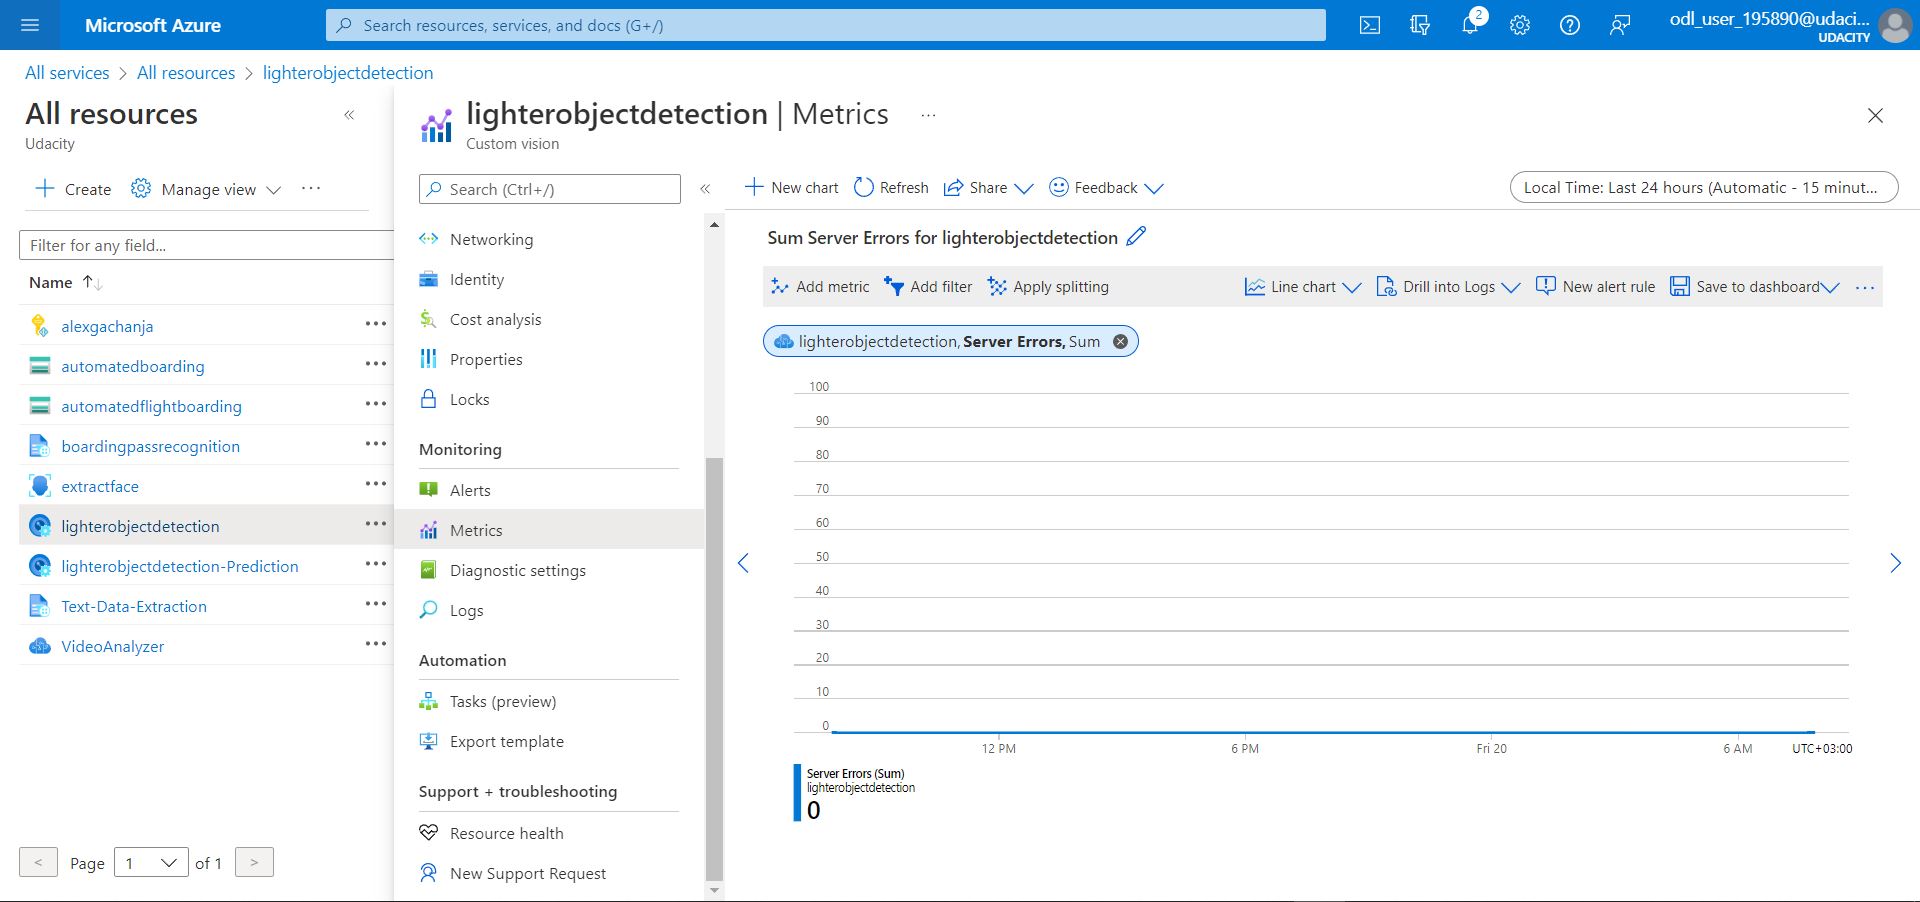 Microsoft Azure
Search resources, services, and docs (G+/)
2
odl_user_195890@udaci...
UDACITY
All services > All resources > lighterobjectdetection
All resources
«
Udacity
Create
Manage view
...
Filter for any field...
Name ↑↓
alexgachanja
automatedboarding
automatedflightboarding
boardingpassrecognition
extractface
lighterobjectdetection
lighterobjectdetection-Prediction
Text-Data-Extraction
VideoAnalyzer
<
Page
1
of 1
>
lighterobjectdetection | Metrics
...
Custom vision
Search (Ctrl+/)
«
Networking
Identity
Cost analysis
Properties
Locks
Monitoring
Alerts
Metrics
Diagnostic settings
Logs
Automation
Tasks (preview)
Export template
Support + troubleshooting
Resource health
New Support Request
New chart
Refresh
Share
Feedback
Local Time: Last 24 hours (Automatic - 15 minut...
Sum Server Errors for lighterobjectdetection
Add metric
Add filter
Apply splitting
Line chart
Drill into Logs
New alert rule
Save to dashboard
...
lighterobjectdetection, Server Errors, Sum
100
90
80
70
60
50
40
30
20
10
0
12 PM
6 PM
Fri 20
6 AM
UTC+03:00
Server Errors (Sum)
lighterobjectdetection
0